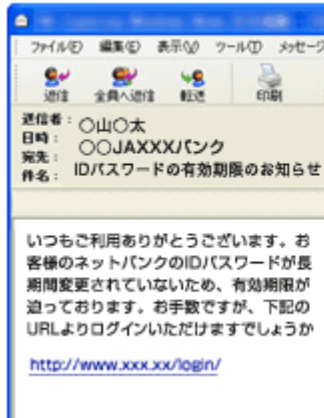 ファイル(F) 編集(E) 表示(V) ツール(T) メッセージ
返信 全員へ返信 転送 印刷
送信者： ○山○太
日時： ○○JAXXXバンク
宛先：
件名： IDパスワードの有効期限のお知らせ
いつもご利用ありがとうございます。お
客様のネットバンクのIDパスワードが長
期間変更されていないため、有効期限が
迫っております。お手数ですが、下記の
URLよりログインいただけますでしょうか
http://www.xxx.xx/login/